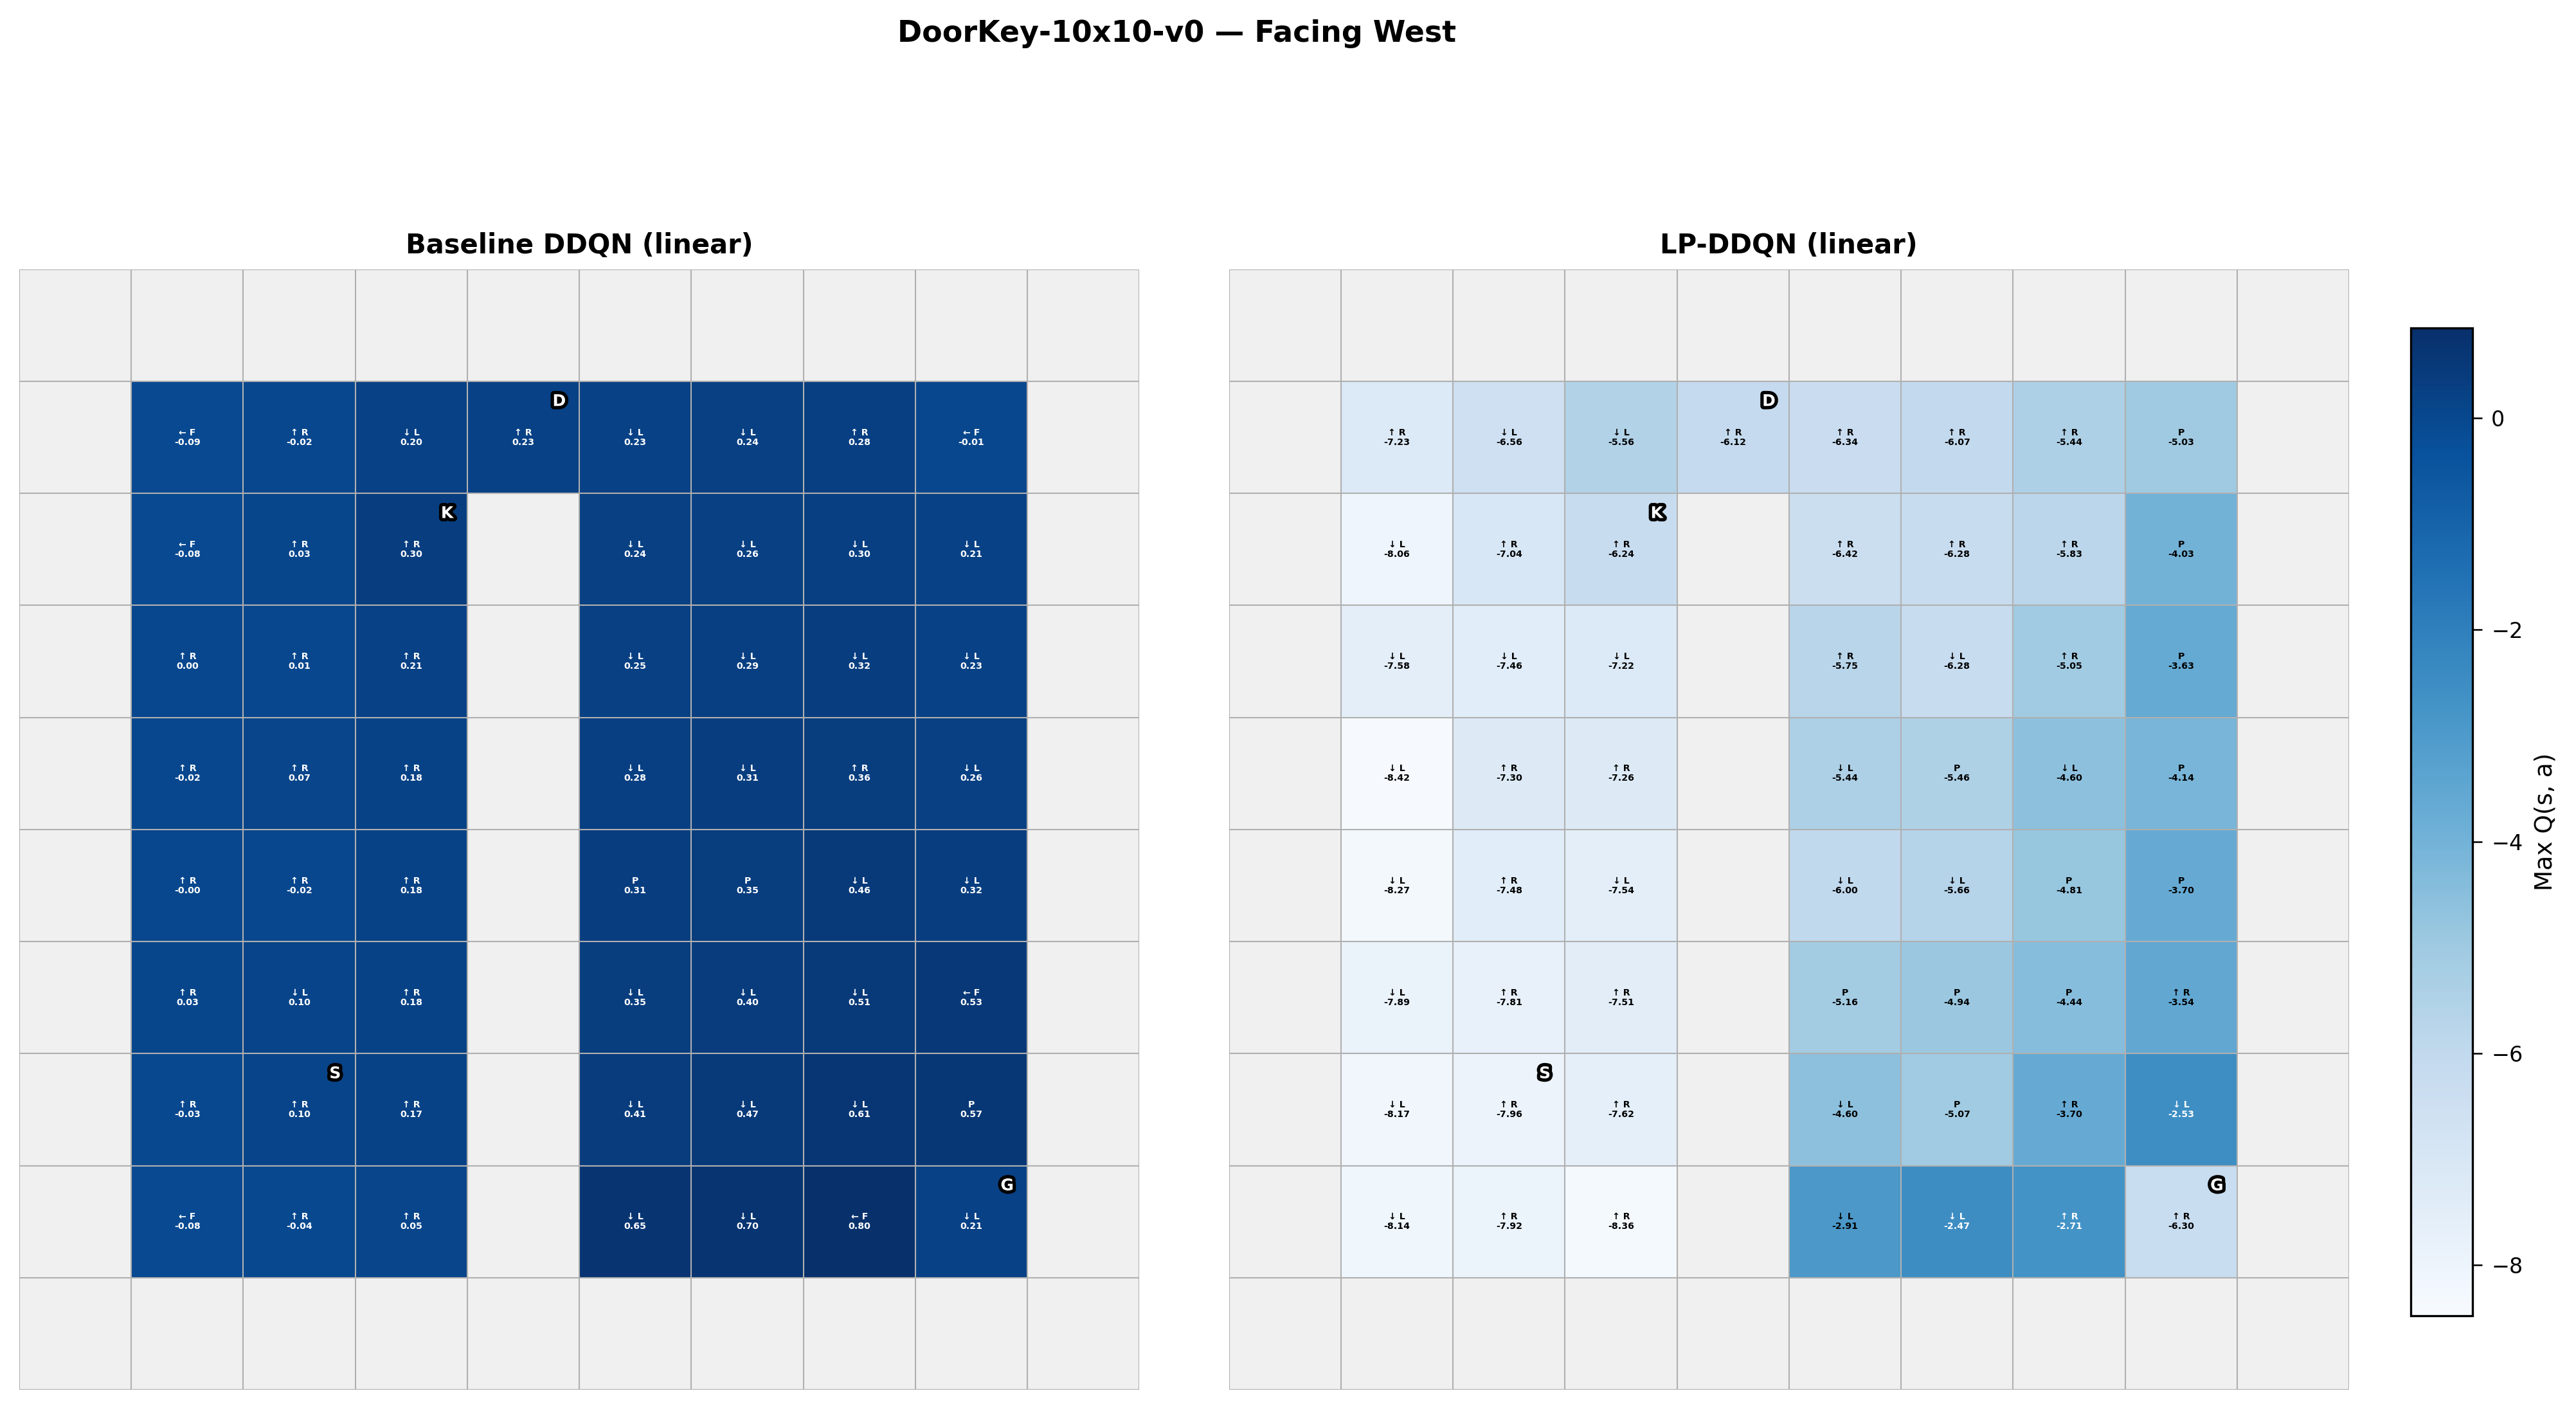 DoorKey-10x10-v0 — Facing West
Baseline DDQN (linear)
D
← F ↑ R ↓ L ↑ R ↓ L ↓ L ↑ R ← F
-0.09 -0.02 0.20 0.23 0.23 0.24 0.28 -0.01
K
← F ↑ R ↑ R ↓ L ↓ L ↓ L ↓ L
-0.08 0.03 0.30 0.24 0.26 0.30 0.21
↑ R ↑ R ↑ R ↓ L ↓ L ↓ L ↓ L
0.00 0.01 0.21 0.25 0.29 0.32 0.23
↑ R ↑ R ↑ R ↓ L ↓ L ↑ R ↓ L
-0.02 0.07 0.18 0.28 0.31 0.36 0.26
↑ R ↑ R ↑ R P P ↓ L ↓ L
-0.00 -0.02 0.18 0.31 0.35 0.46 0.32
↑ R ↓ L ↑ R ↓ L ↓ L ↓ L ← F
0.03 0.10 0.18 0.35 0.40 0.51 0.53
S
↑ R ↑ R ↑ R ↓ L ↓ L ↓ L P
-0.03 0.10 0.17 0.41 0.47 0.61 0.57
G
← F ↑ R ↑ R ↓ L ↓ L ← F ↓ L
-0.08 -0.04 0.05 0.65 0.70 0.80 0.21
LP-DDQN (linear)
D
↑ R ↓ L ↓ L ↑ R ↑ R ↑ R ↑ R P
-7.23 -6.56 -5.56 -6.12 -6.34 -6.07 -5.44 -5.03
K
↓ L ↑ R ↑ R ↑ R ↑ R ↑ R P
-8.06 -7.04 -6.24 -6.42 -6.28 -5.83 -4.03
↓ L ↓ L ↓ L ↑ R ↓ L ↑ R P
-7.58 -7.46 -7.22 -5.75 -6.28 -5.05 -3.63
↓ L ↑ R ↑ R ↓ L P ↓ L P
-8.42 -7.30 -7.26 -5.44 -5.46 -4.60 -4.14
↓ L ↑ R ↓ L ↓ L ↓ L P P
-8.27 -7.48 -7.54 -6.00 -5.66 -4.81 -3.70
↓ L ↑ R ↑ R P P P ↑ R
-7.89 -7.81 -7.51 -5.16 -4.94 -4.44 -3.54
S
↓ L ↑ R ↑ R ↓ L P ↑ R ↓ L
-8.17 -7.96 -7.62 -4.60 -5.07 -3.70 -2.53
G
↓ L ↑ R ↑ R ↓ L ↓ L ↑ R ↑ R
-8.14 -7.92 -8.36 -2.91 -2.47 -2.71 -6.30
0
−2
−4
−6
−8
Max Q(s, a)